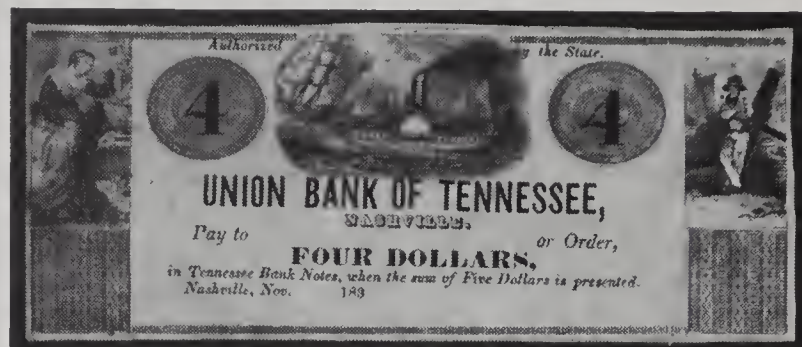 Authorized by the State.
4 4
UNION BANK OF TENNESSEE,
NASHVILLE.
Pay to or Order,
FOUR DOLLARS,
in Tennessee Bank Notes, when the sum of Five Dollars is presented.
Nashville, Nov. 183